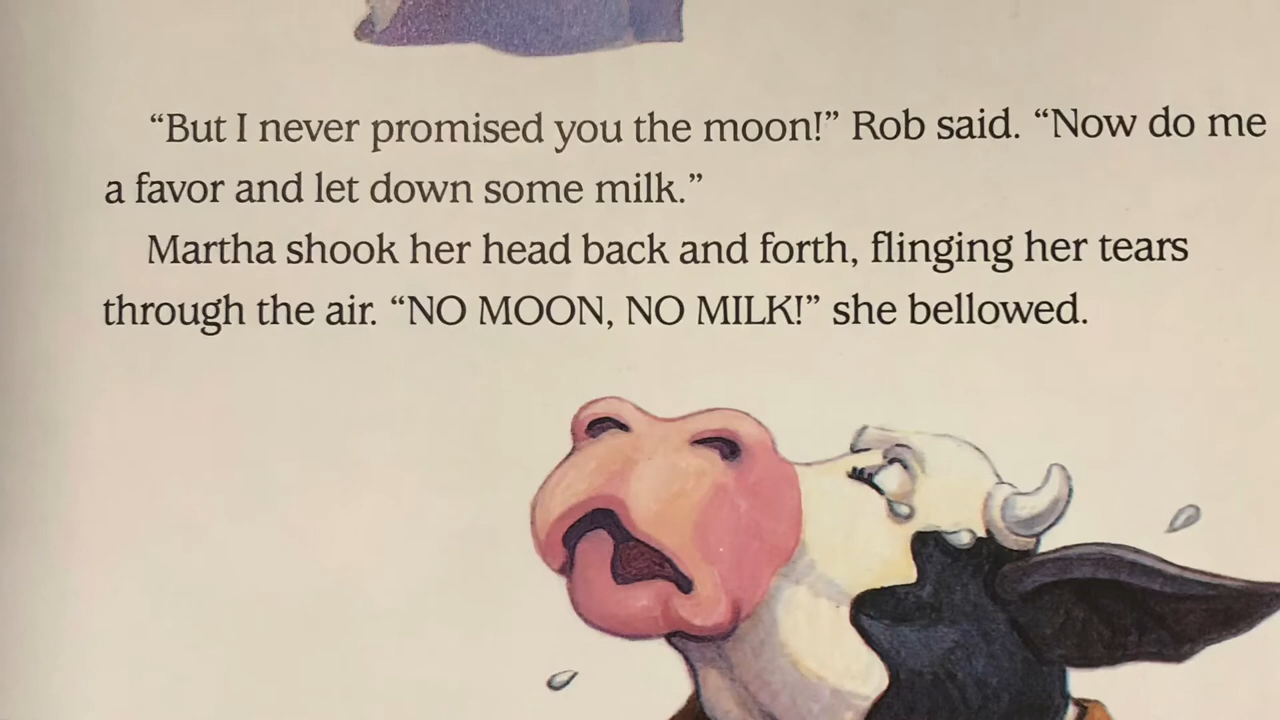 “But I never promised you the moon!” Rob said. “Now do me
a favor and let down some milk.”
Martha shook her head back and forth, flinging her tears
through the air. “NO MOON, NO MILK!” she bellowed.